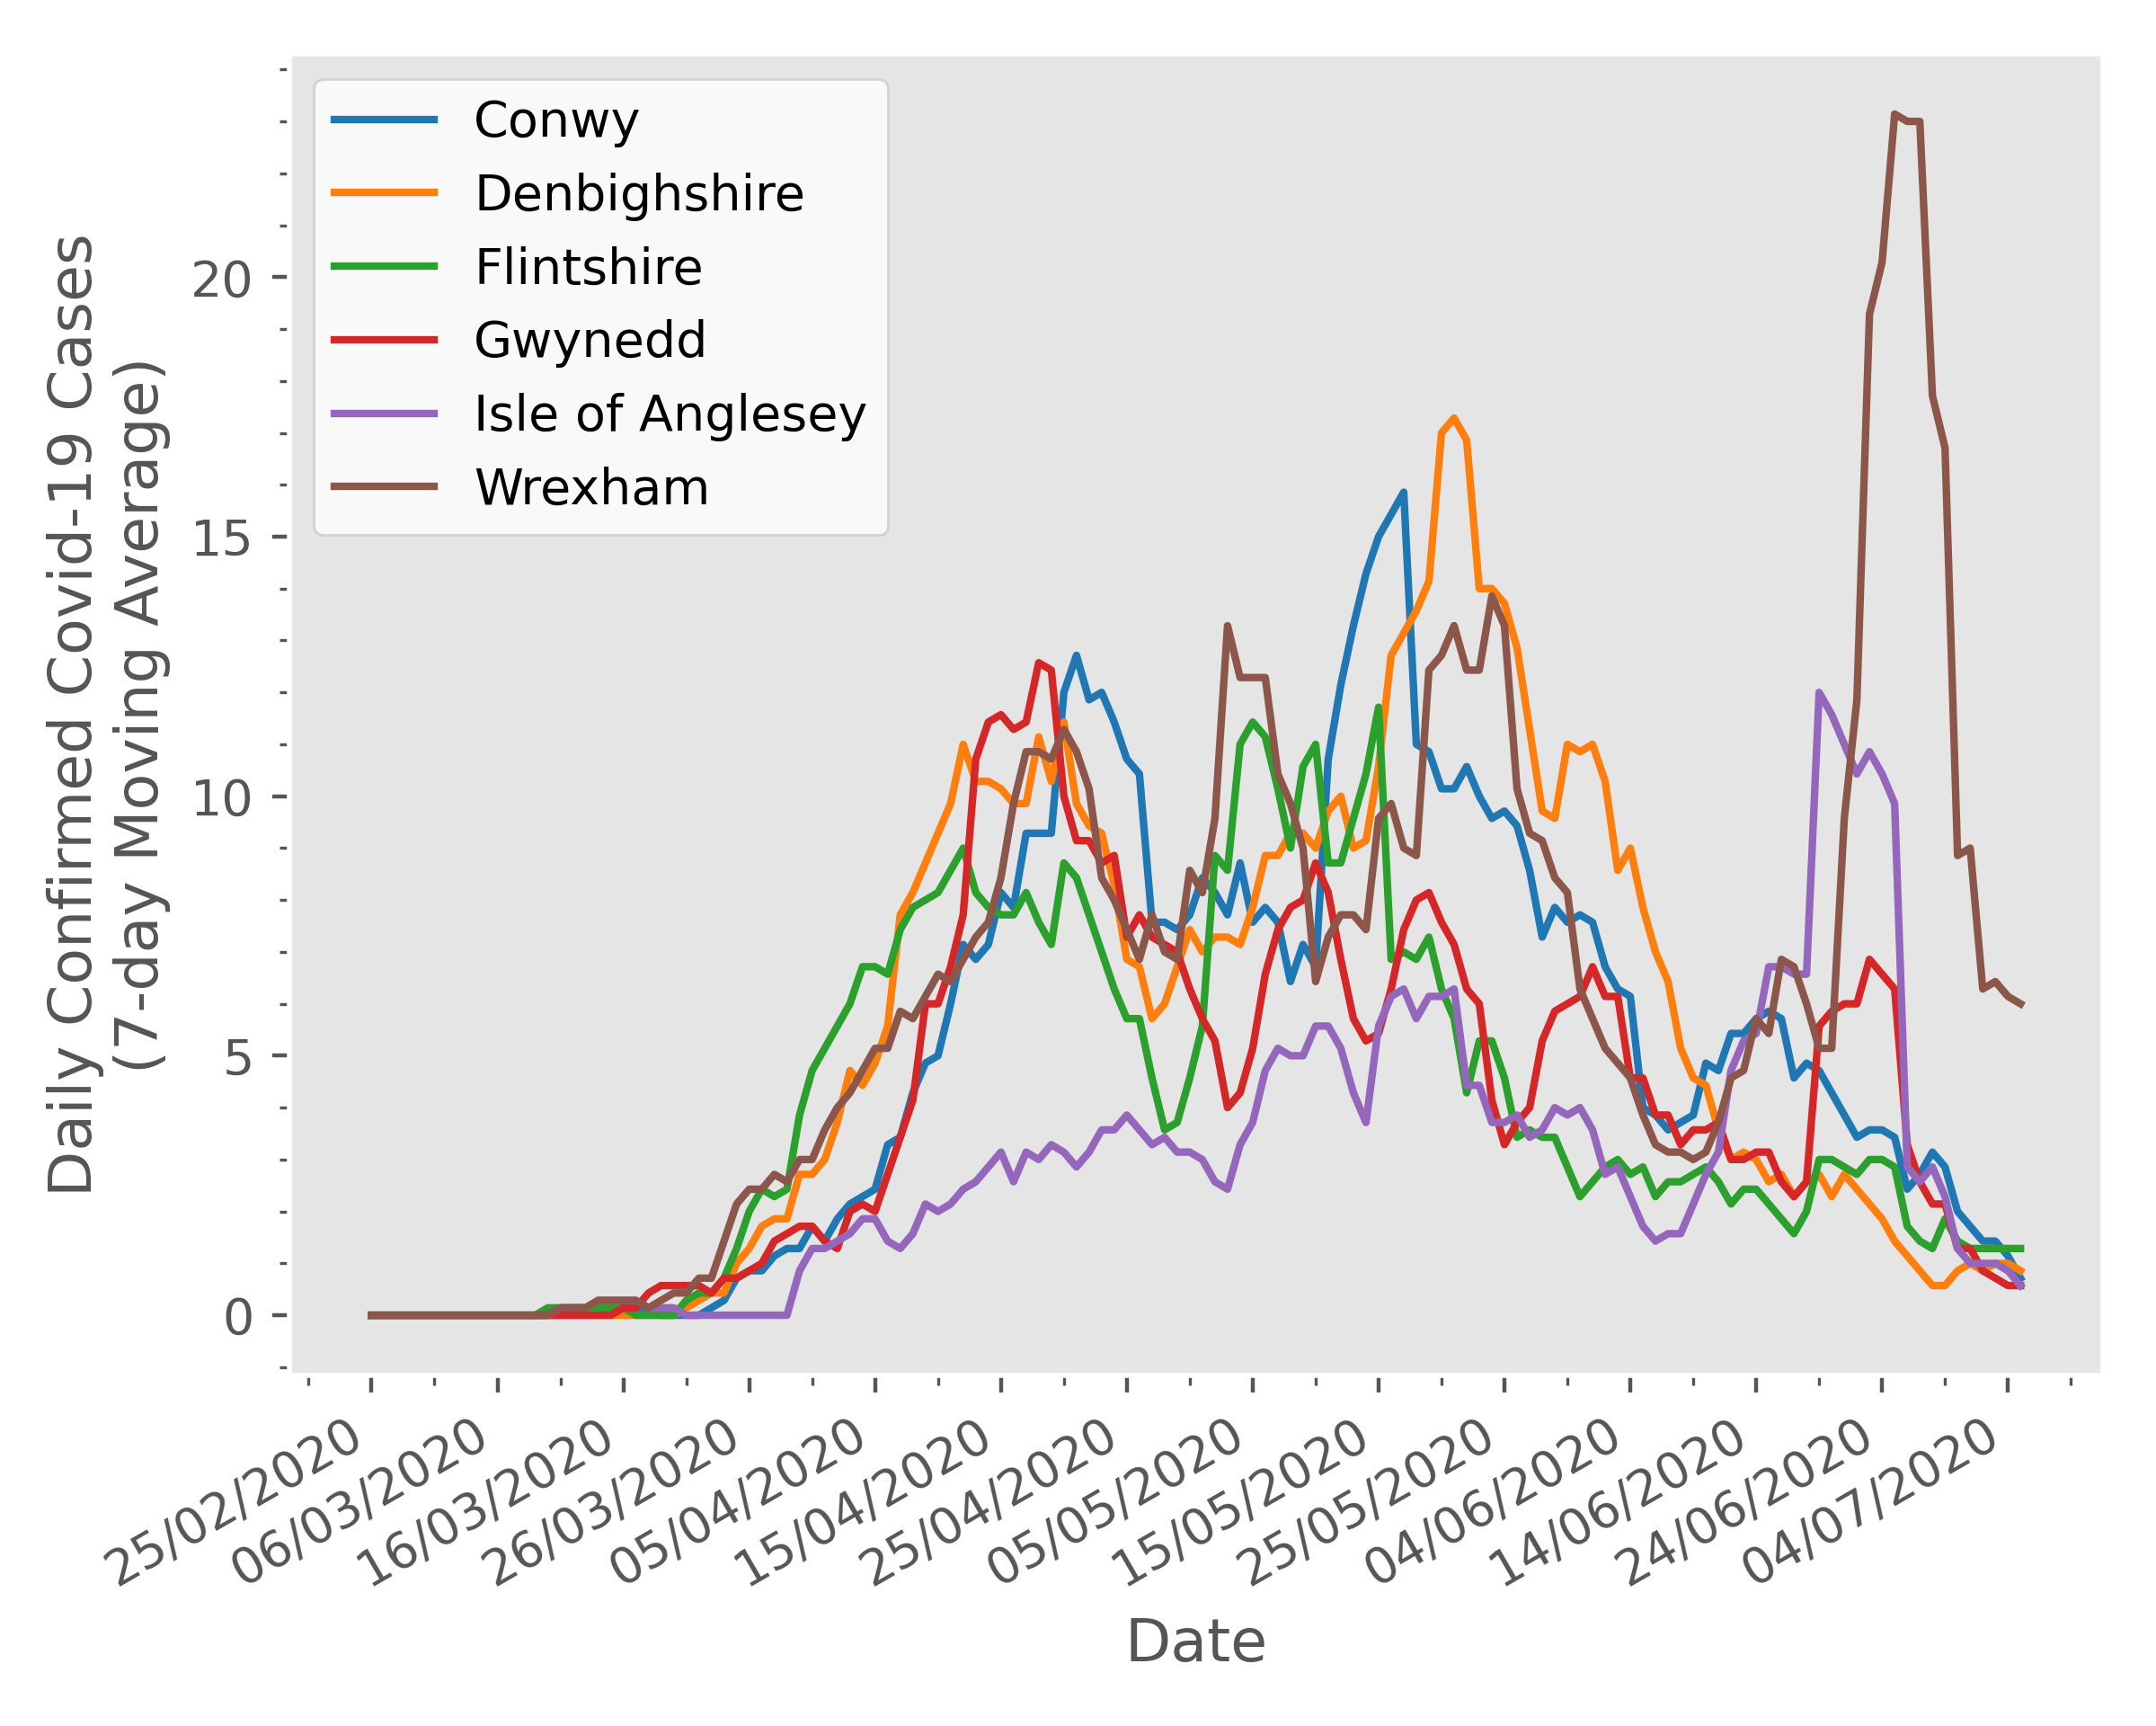 Conwy
Denbighshire
Flintshire
Gwynedd
Isle of Anglesey
Wrexham
Daily Confirmed Covid-19 Cases
(7-day Moving Average)
20
15
10
5
0
25/02/2020
06/03/2020
16/03/2020
26/03/2020
05/04/2020
15/04/2020
25/04/2020
05/05/2020
15/05/2020
25/05/2020
04/06/2020
14/06/2020
24/06/2020
04/07/2020
Date